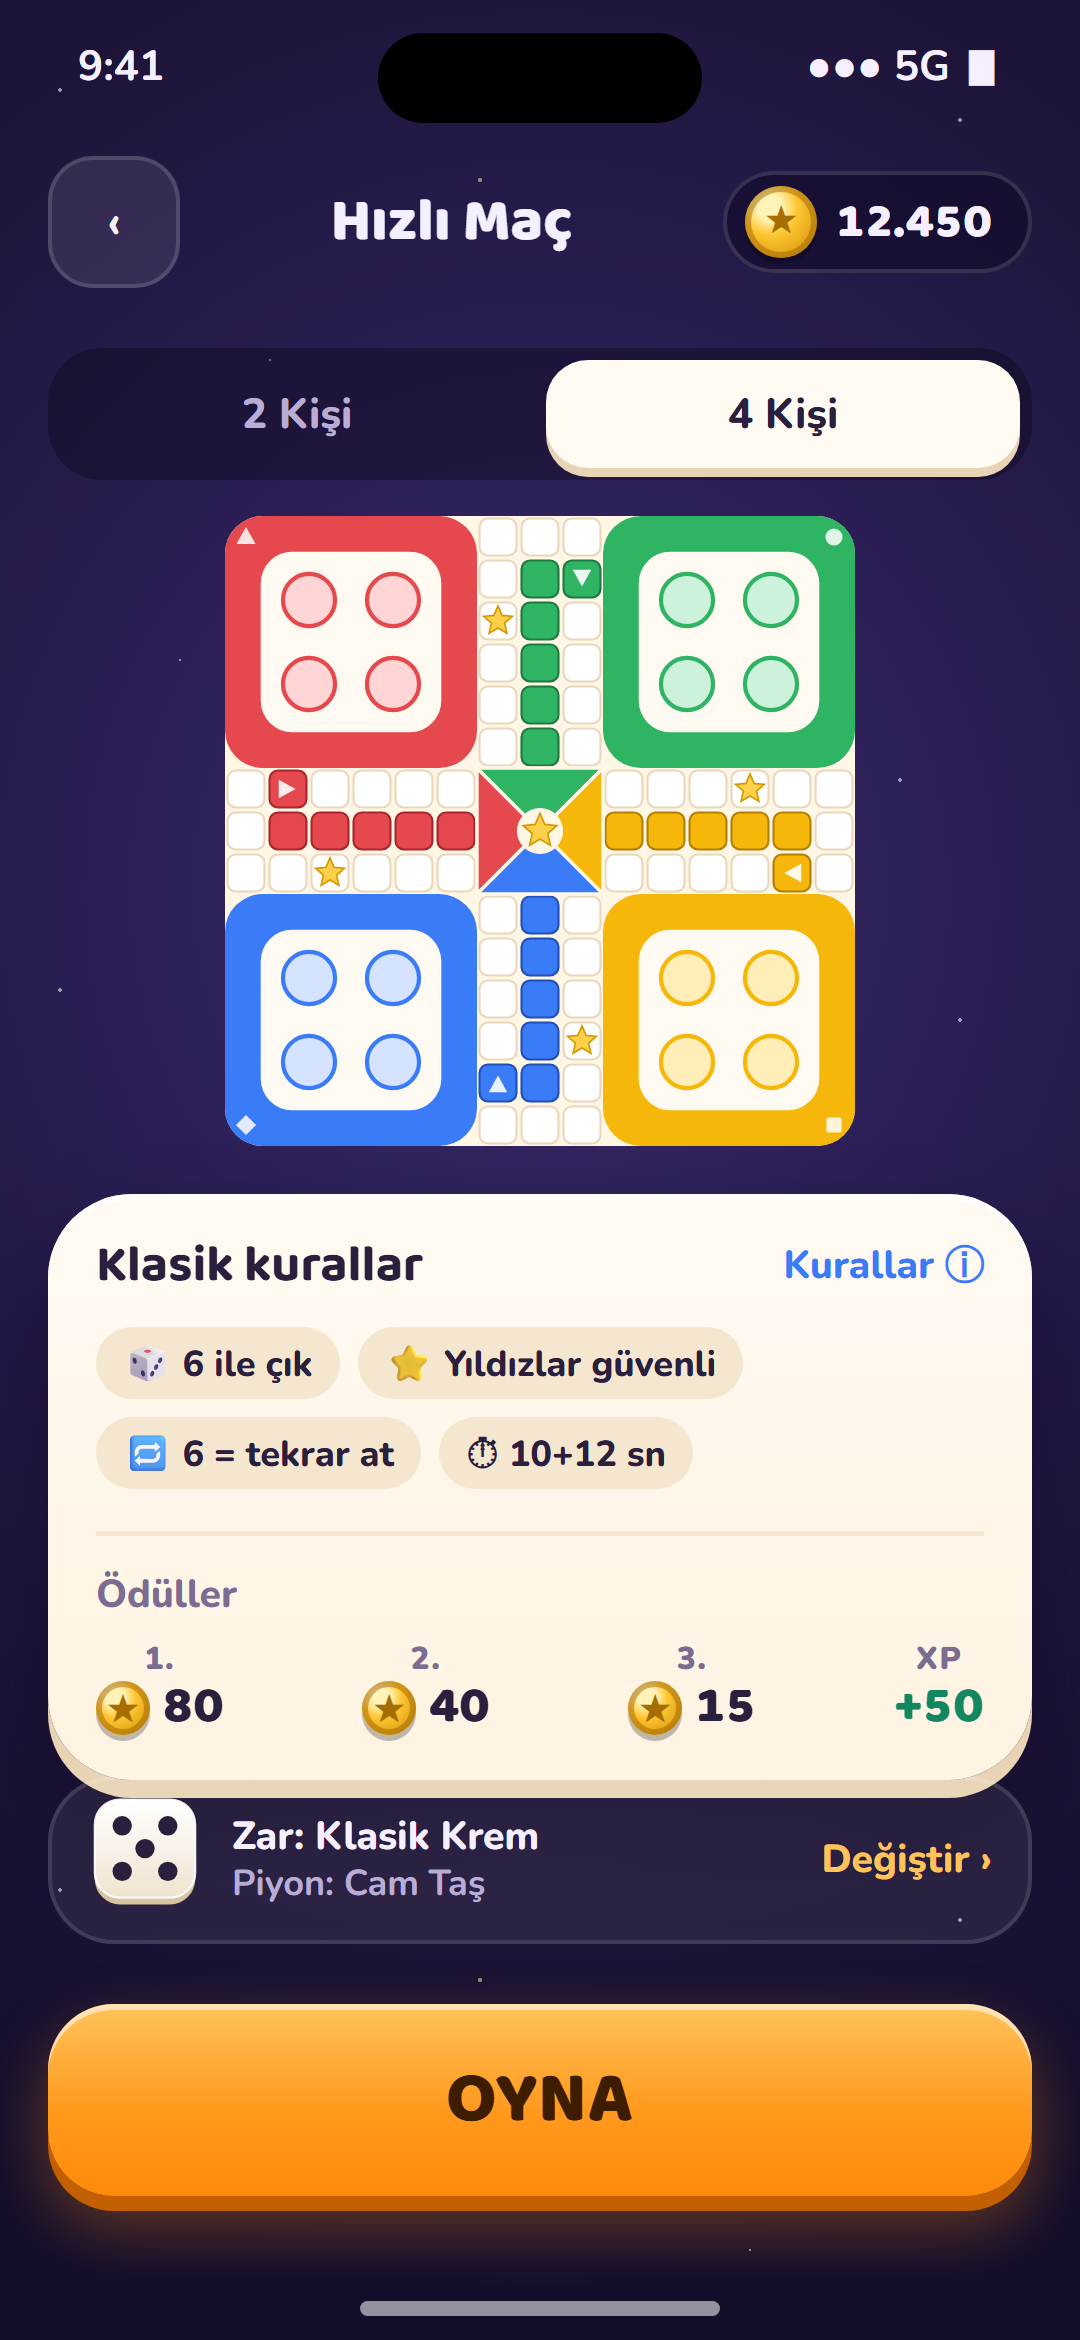 9:41
5G
‹
Hızlı Maç
12.450
2 Kişi
4 Kişi
Klasik kurallar
Kurallar ⓘ
6 ile çık
Yıldızlar güvenli
6 = tekrar at
10+12 sn
Ödüller
1. 2. 3. XP
80 40 15 +50
Zar: Klasik Krem
Piyon: Cam Taş
Değiştir ›
OYNA